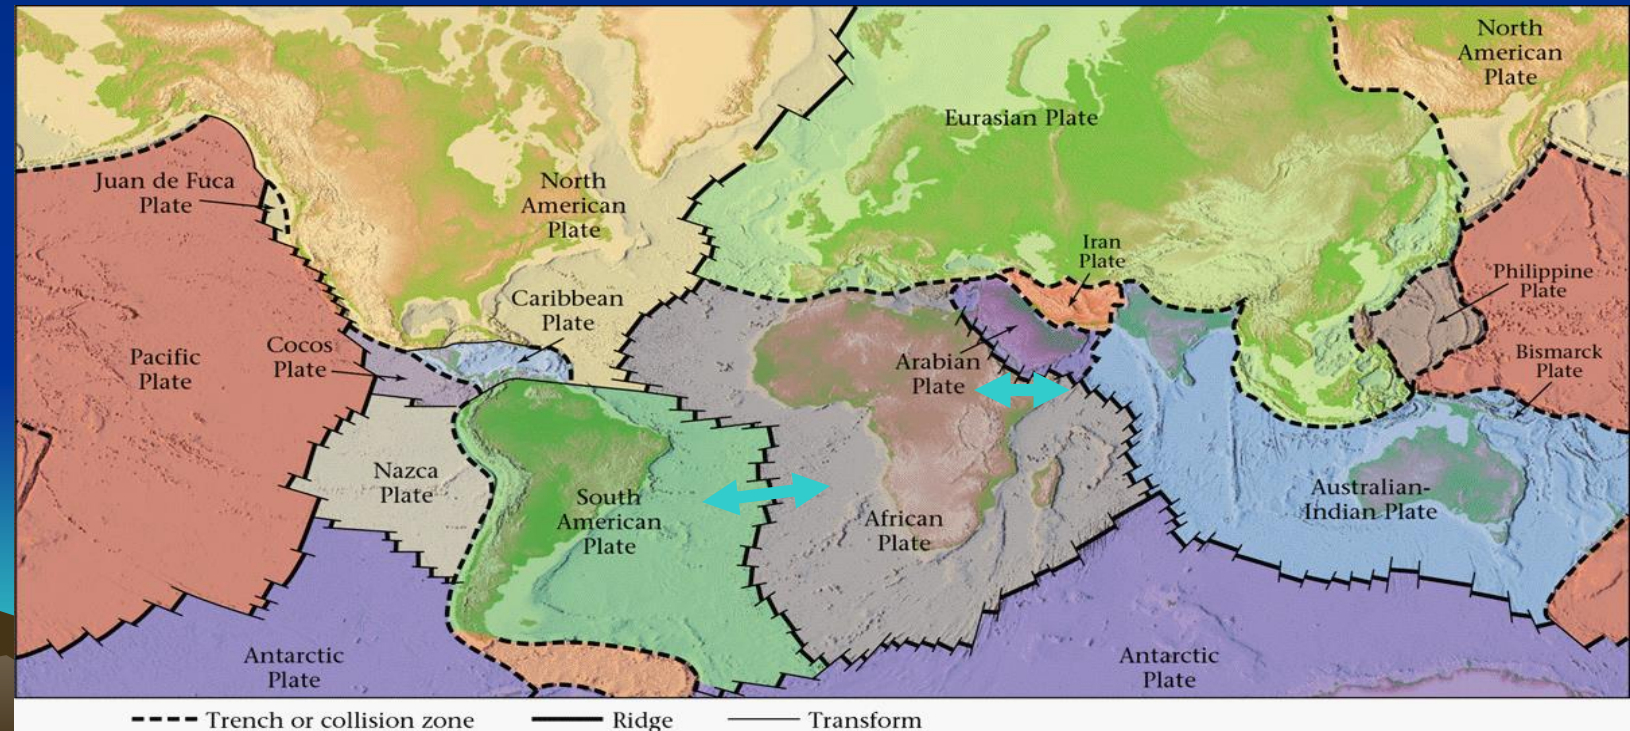 North
American
Plate
Eurasian Plate
Juan de Fuca
Plate
North
American
Plate
Iran
Plate
Philippine
Plate
Caribbean
Plate
Cocos
Plate
Pacific
Plate
Arabian
Plate
Bismarck
Plate
Nazca
Plate
South
American
Plate
African
Plate
Australian-
Indian Plate
Antarctic
Plate
Antarctic
Plate
Trench or collision zone
Ridge
Transform